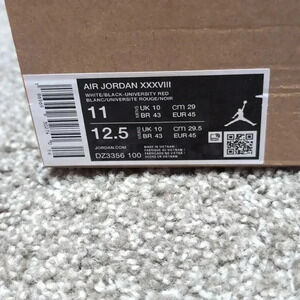 AIR JORDAN XXXVIII
WHITE/BLACK-UNIVERSITY RED
BLANC/UNIVERSITE ROUGE/NOIR
11 UK 10 cm 29
BR 43 EUR 45
12.5 UK 10 cm 29.5
BR 43 EUR 45
JORDAN.COM
DZ3356 100
MADE IN VIETNAM